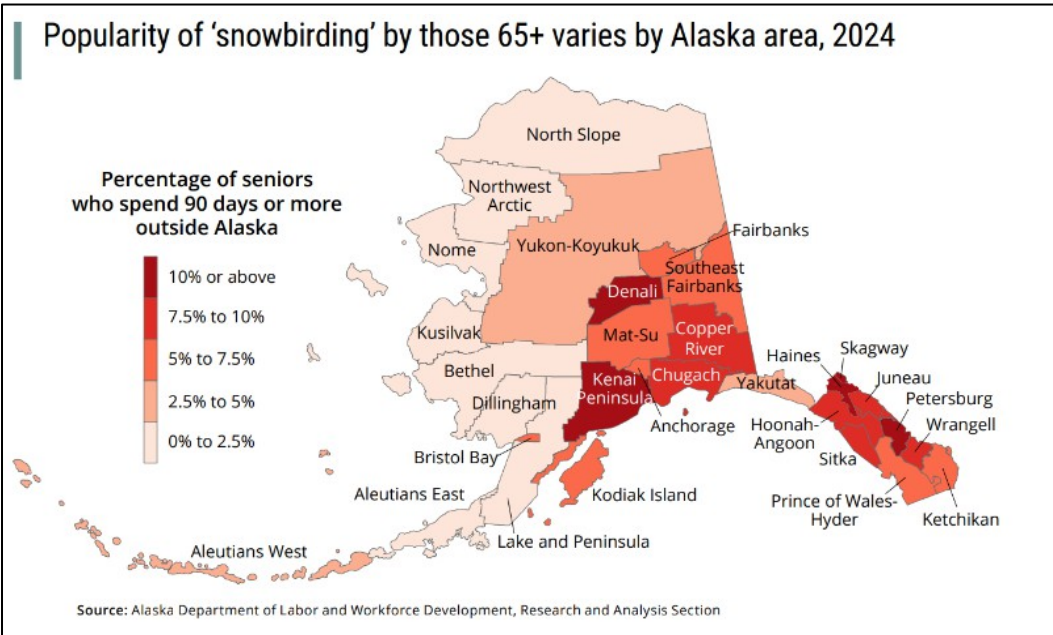 Popularity of ‘snowbirding’ by those 65+ varies by Alaska area, 2024
Percentage of seniors
who spend 90 days or more
outside Alaska
10% or above
7.5% to 10%
5% to 7.5%
2.5% to 5%
0% to 2.5%
North Slope
Northwest
Arctic
Nome
Yukon-Koyukuk
Fairbanks
Southeast
Fairbanks
Denali
Kusilvak
Mat-Su
Copper
River
Bethel
Kenai
Peninsula
Chugach
Anchorage
Dillingham
Bristol Bay
Yakutat
Haines
Skagway
Juneau
Petersburg
Wrangell
Hoonah-
Angoon
Sitka
Prince of Wales-
Hyder
Ketchikan
Kodiak Island
Aleutians East
Lake and Peninsula
Aleutians West
Source: Alaska Department of Labor and Workforce Development, Research and Analysis Section